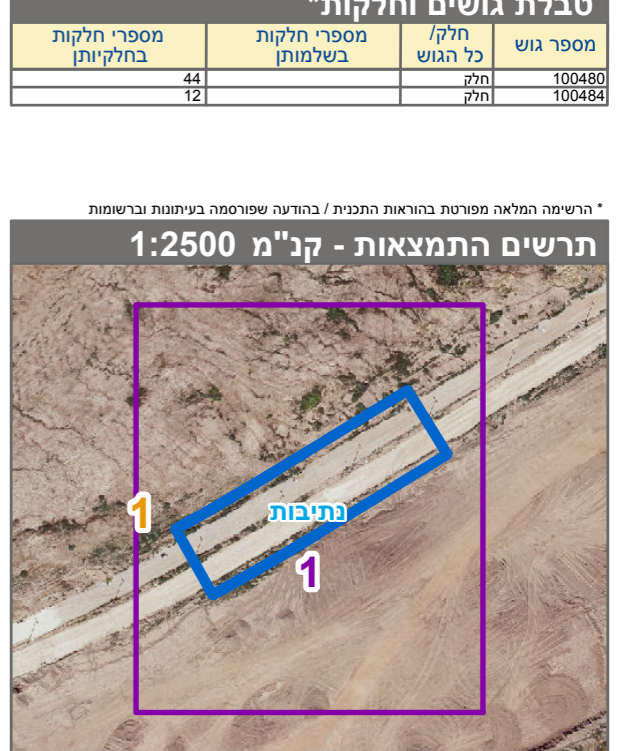 טבלת גושים וחלקות*
מספר גוש חלק/ כל הגוש מספרי חלקות בשלמותן מספרי חלקות בחלקיותן
100480 חלק 44
100484 חלק 12
* הרשימה המלאה מפורטת בהוראות התכנית / בהודעה שפורסמה בעיתונות וברשומות
תרשים התמצאות - קנ"מ 1:2500
1
נתיבות
1